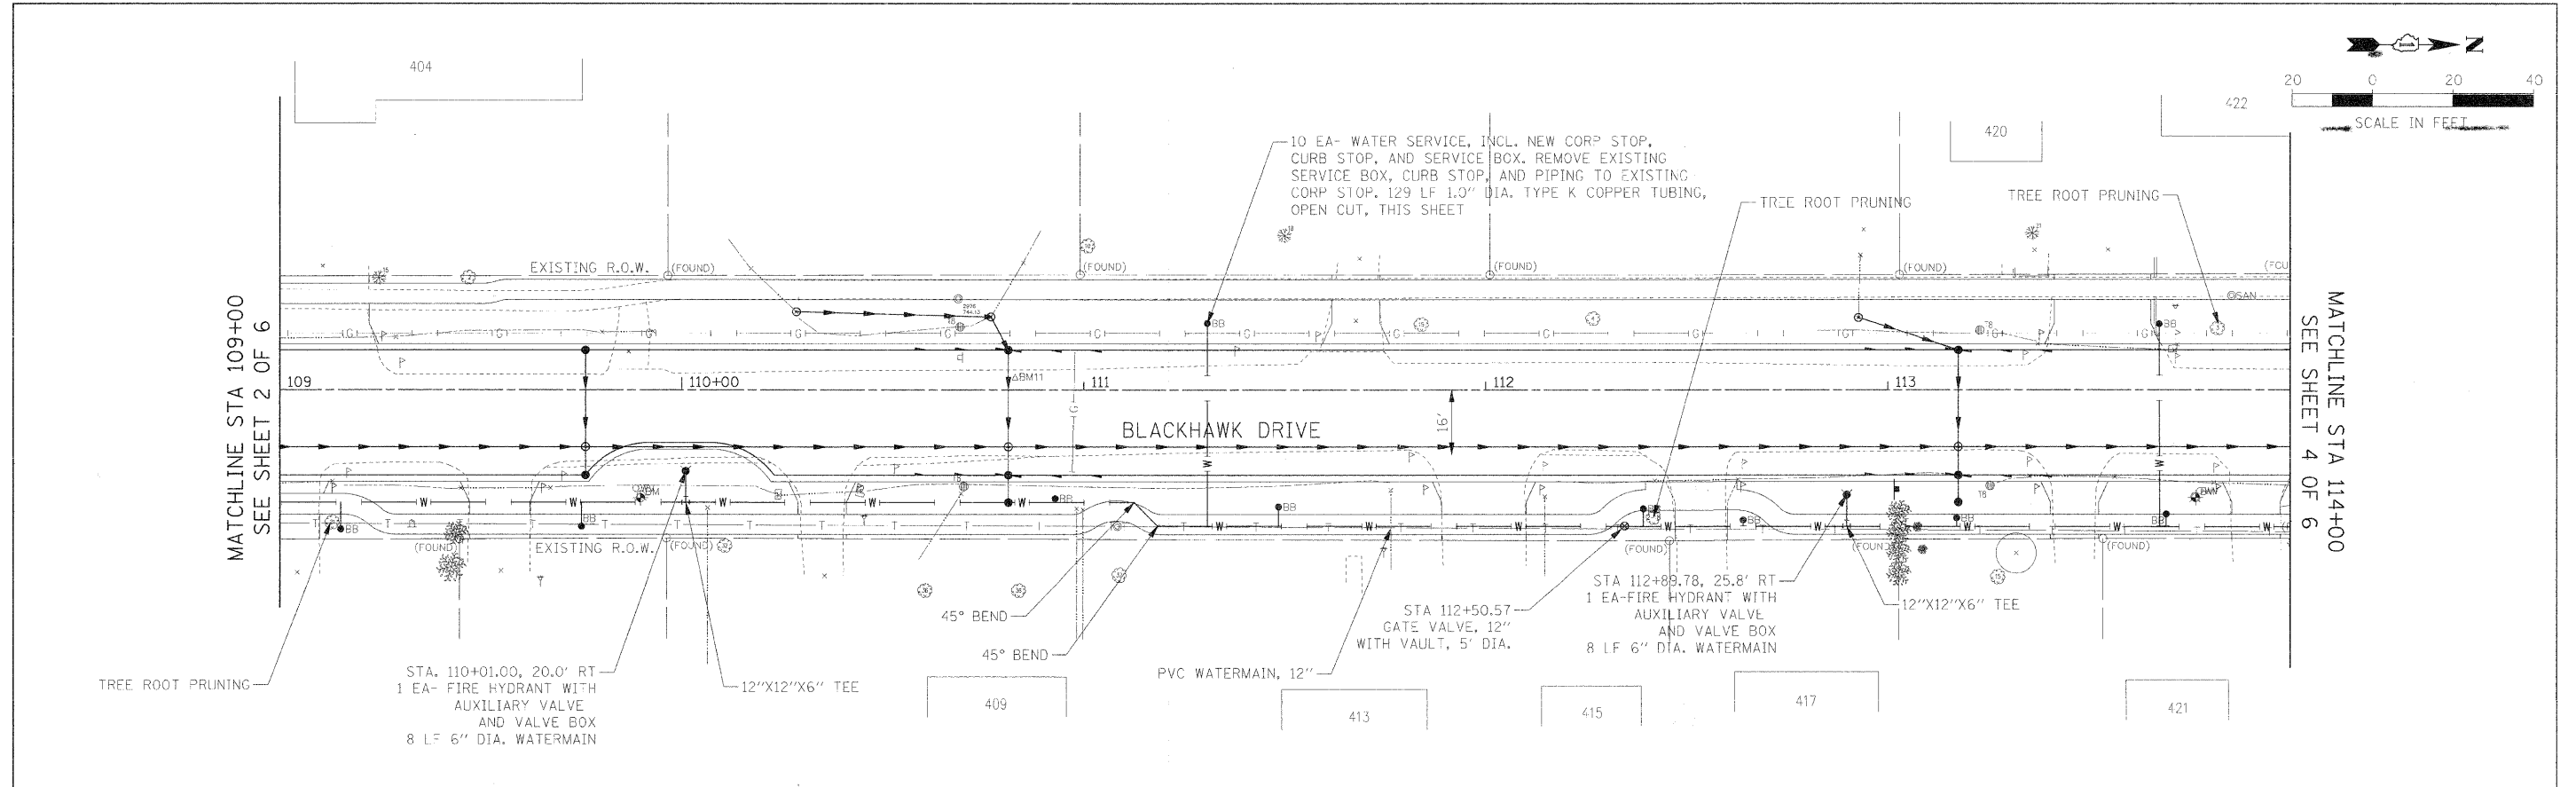 404
N
20 0 20 40
SCALE IN FEET
422
420
10 EA- WATER SERVICE, INCL. NEW CORP STOP,
CURB STOP, AND SERVICE BOX. REMOVE EXISTING
SERVICE BOX, CURB STOP, AND PIPING TO EXISTING
CORP STOP. 129 LF 1.0" DIA. TYPE K COPPER TUBING,
OPEN CUT, THIS SHEET
TREE ROOT PRUNING
TREE ROOT PRUNING
EXISTING R.O.W.
(FOUND)
(FOUND)
(FOUND)
(FOUND)
(FOU
SAN
BB
BB
G G G G G G G G G
MATCHLINE STA 109+00
SEE SHEET 2 OF 6
109
110+00
BM11
111
112
113
MATCHLINE STA 114+00
SEE SHEET 4 OF 6
G
BLACKHAWK DRIVE
16'
W
W
W W W W W
BB
BB
BB
BB
BB
BB
BB
T T T T T T T T
W W W W W W
(FOUND)
EXISTING R.O.W.
(FOUND)
(FOUND)
(FOUND)
(FOUND)
45° BEND
45° BEND
STA 112+50.57
GATE VALVE, 12"
WITH VAULT, 5' DIA.
STA 112+89.78, 25.8' RT
1 EA-FIRE HYDRANT WITH
AUXILIARY VALVE
AND VALVE BOX
8 LF 6" DIA. WATERMAIN
12"X12"X6" TEE
TREE ROOT PRUNING
STA. 110+01.00, 20.0' RT
1 EA- FIRE HYDRANT WITH
AUXILIARY VALVE
AND VALVE BOX
8 LF 6" DIA. WATERMAIN
12"X12"X6" TEE
PVC WATERMAIN, 12"
409
413
415
417
421